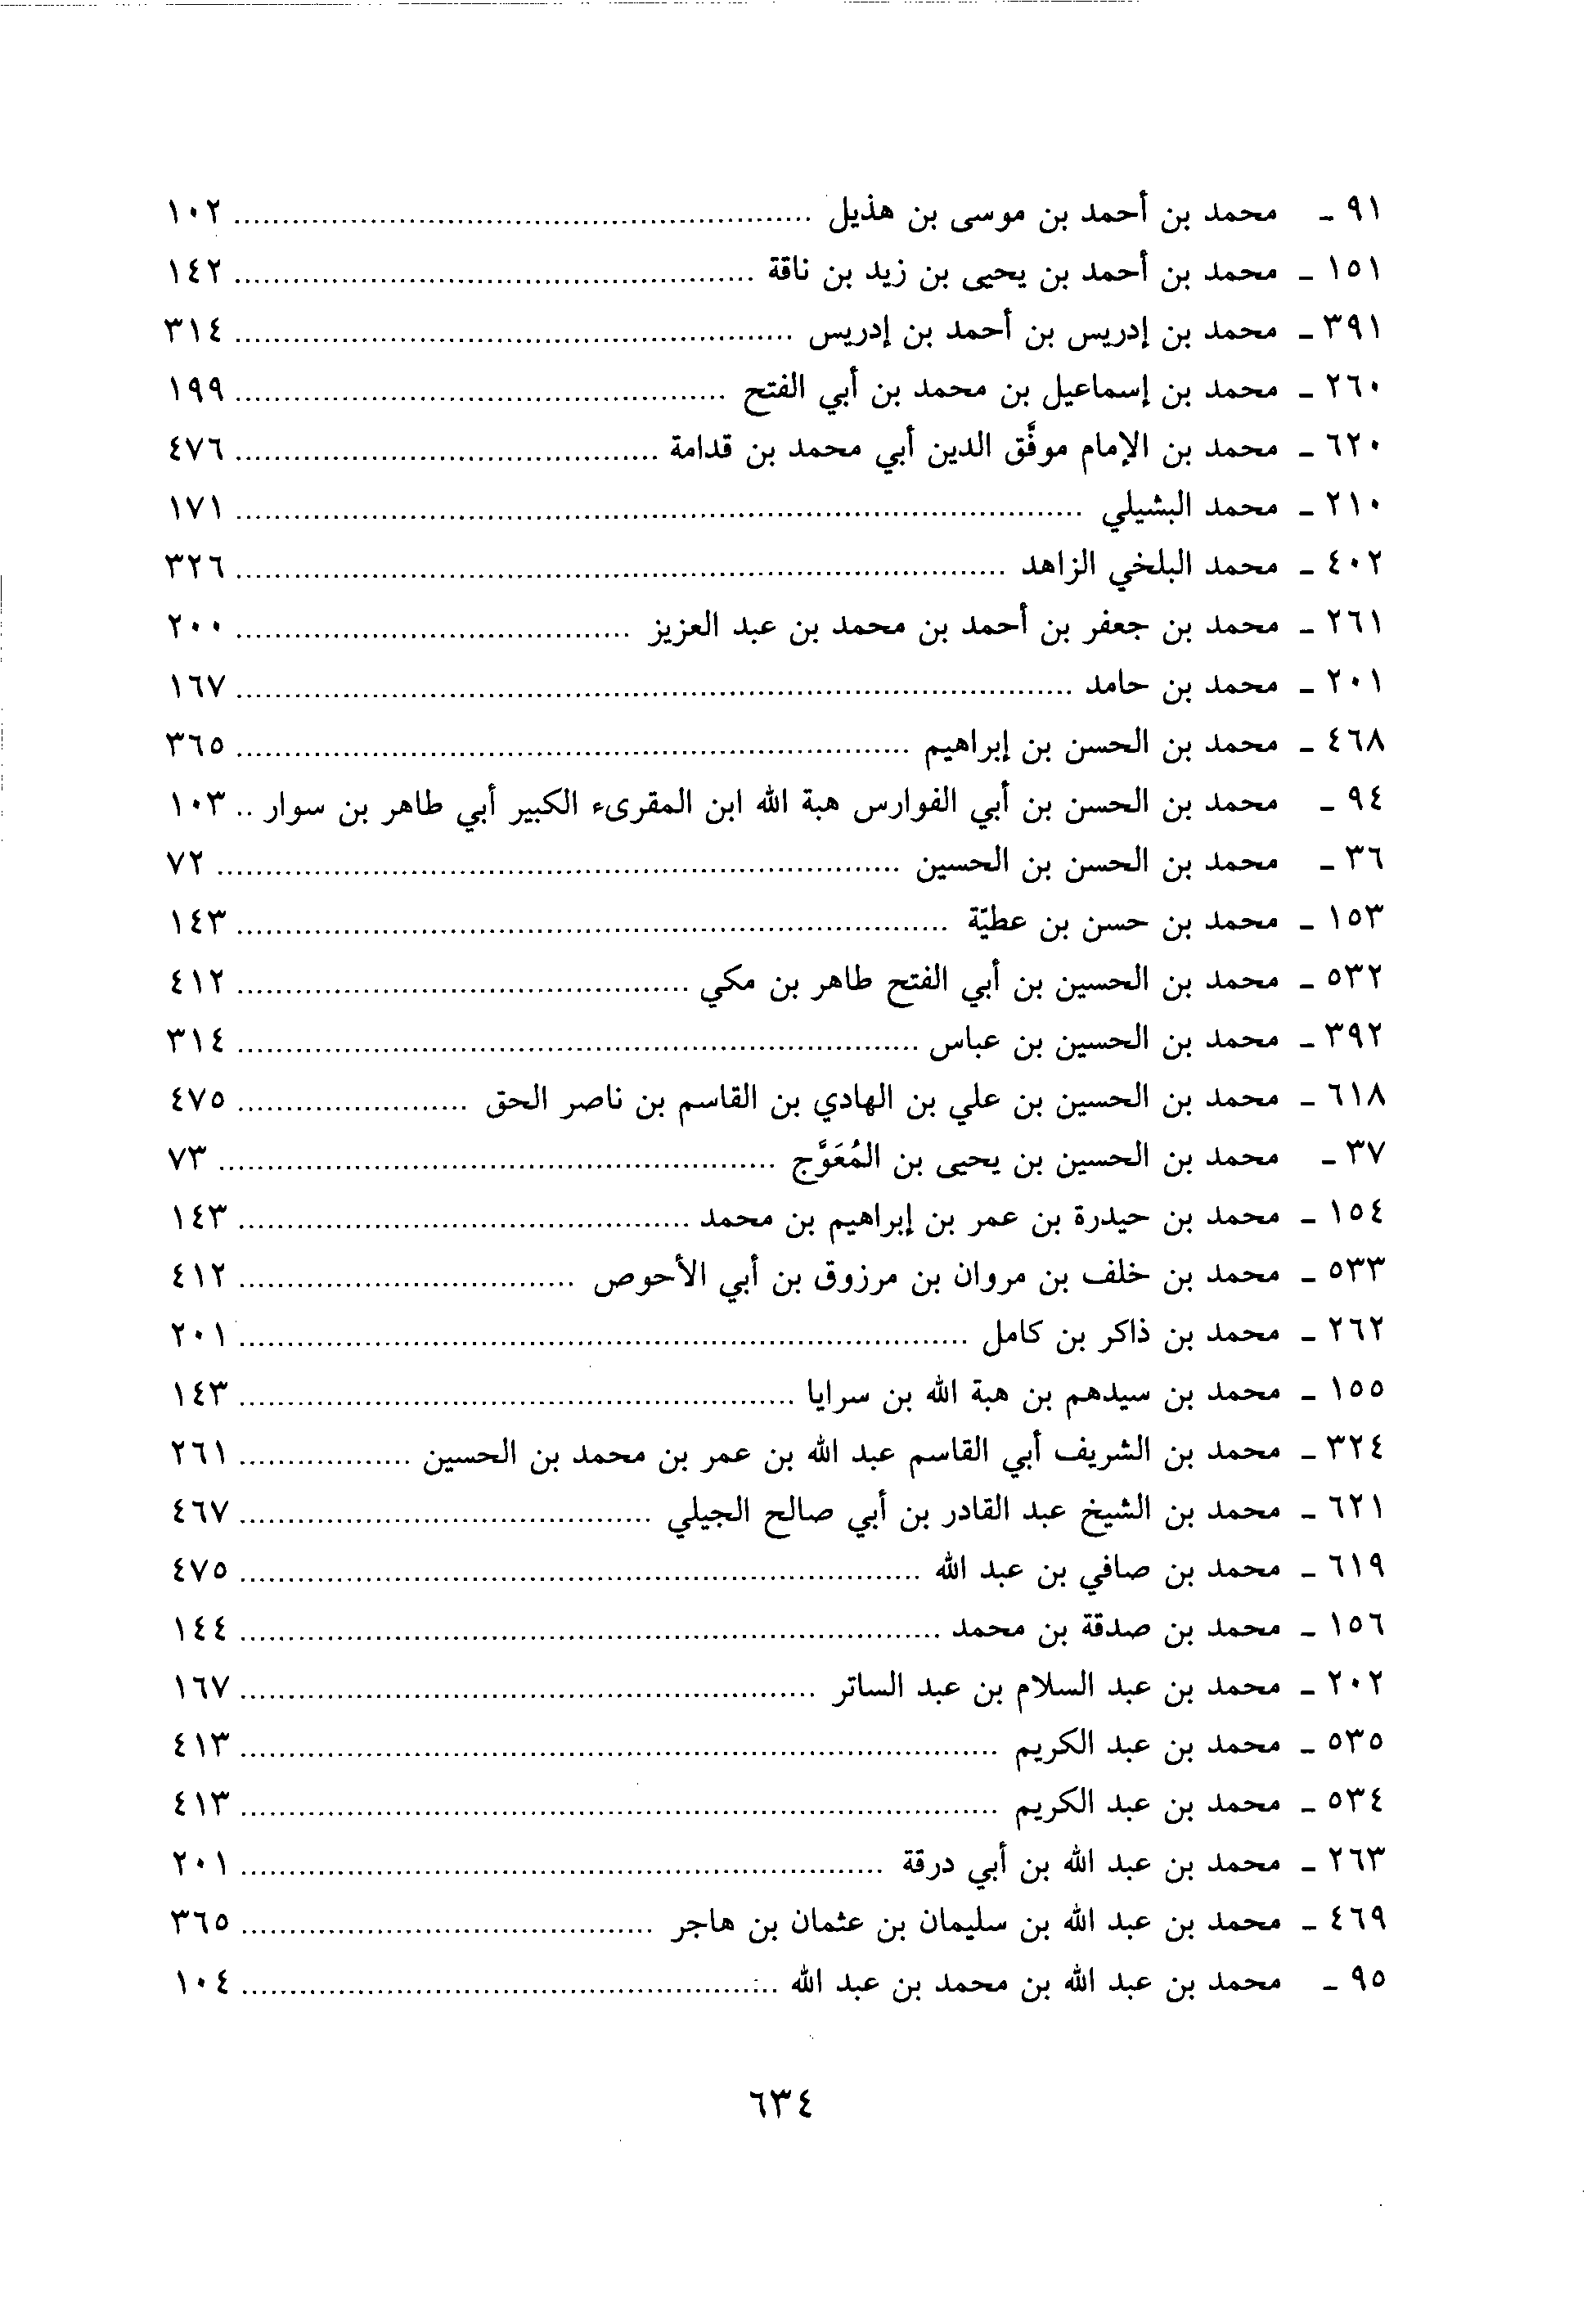 ٩١ - محمد بن أحمد بن موسى بن هذيل ........ ١٠٢
١٥١ - محمد بن أحمد بن يحيى بن زيد بن ناقة ........ ١٤٢
٣٩١ - محمد بن إدريس بن أحمد بن إدريس ........ ٣١٤
٢٦٠ - محمد بن إسماعيل بن محمد بن أبي الفتح ........ ١٩٩
٦٢٠ - محمد بن الإمام موفَّق الدين أبي محمد بن قدامة ........ ٤٧٦
٢١٠ - محمد البشيلي ........ ١٧١
٤٠٢ - محمد البلخي الزاهد ........ ٣٢٦
٢٦١ - محمد بن جعفر بن أحمد بن محمد بن عبد العزيز ........ ٢٠٠
٢٠١ - محمد بن حامد ........ ١٦٧
٤٦٨ - محمد بن الحسن بن إبراهيم ........ ٣٦٥
٩٤ - محمد بن الحسن بن أبي الفوارس هبة الله ابن المقرىء الكبير أبي طاهر بن سوار .. ١٠٣
٣٦ - محمد بن الحسن بن الحسين ........ ٧٢
١٥٣ - محمد بن حسن بن عطيّة ........ ١٤٣
٥٣٢ - محمد بن الحسين بن أبي الفتح طاهر بن مكي ........ ٤١٢
٣٩٢ - محمد بن الحسين بن عباس ........ ٣١٤
٦١٨ - محمد بن الحسين بن علي بن الهادي بن القاسم بن ناصر الحق ........ ٤٧٥
٣٧ - محمد بن الحسين بن يحيى بن المُعَوَّج ........ ٧٣
١٥٤ - محمد بن حيدرة بن عمر بن إبراهيم بن محمد ........ ١٤٣
٥٣٣ - محمد بن خلف بن مروان بن مرزوق بن أبي الأحوص ........ ٤١٢
٢٦٢ - محمد بن ذاكر بن كامل ........ ٢٠١
١٥٥ - محمد بن سيدهم بن هبة الله بن سرايا ........ ١٤٣
٣٢٤ - محمد بن الشريف أبي القاسم عبد الله بن عمر بن محمد بن الحسين ........ ٢٦١
٦٢١ - محمد بن الشيخ عبد القادر بن أبي صالح الجيلي ........ ٤٦٧
٦١٩ - محمد بن صافي بن عبد الله ........ ٤٧٥
١٥٦ - محمد بن صدقة بن محمد ........ ١٤٤
٢٠٢ - محمد بن عبد السلام بن عبد الساتر ........ ١٦٧
٥٣٥ - محمد بن عبد الكريم ........ ٤١٣
٥٣٤ - محمد بن عبد الكريم ........ ٤١٣
٢٦٣ - محمد بن عبد الله بن أبي درقة ........ ٢٠١
٤٦٩ - محمد بن عبد الله بن سليمان بن عثمان بن هاجر ........ ٣٦٥
٩٥ - محمد بن عبد الله بن محمد بن عبد الله ........ ١٠٤
٦٣٤